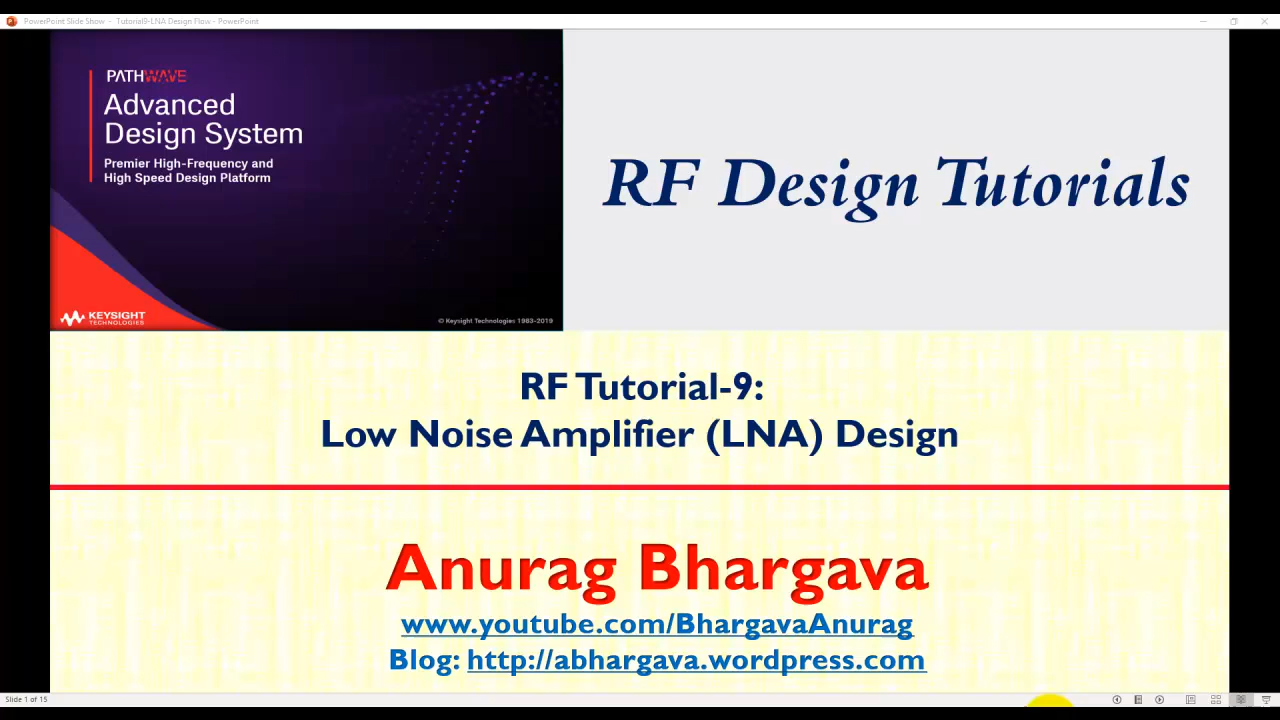 PowerPoint Slide Show - Tutorial9-LNA Design Flow - PowerPoint
PATHWAVE
Advanced
Design System
Premier High-Frequency and
High Speed Design Platform
KEYSIGHT
TECHNOLOGIES
© Keysight Technologies 1983-2019
RF Design Tutorials
RF Tutorial-9:
Low Noise Amplifier (LNA) Design
Anurag Bhargava
www.youtube.com/BhargavaAnurag
Blog: http://abhargava.wordpress.com
Slide 1 of 15